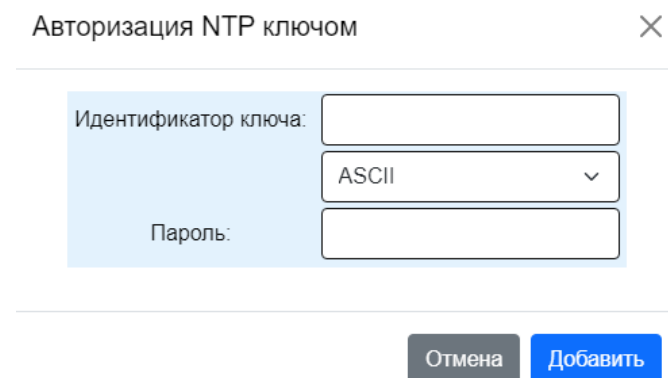 Авторизация NTP ключом
Идентификатор ключа:
ASCII
Пароль:
Отмена
Добавить